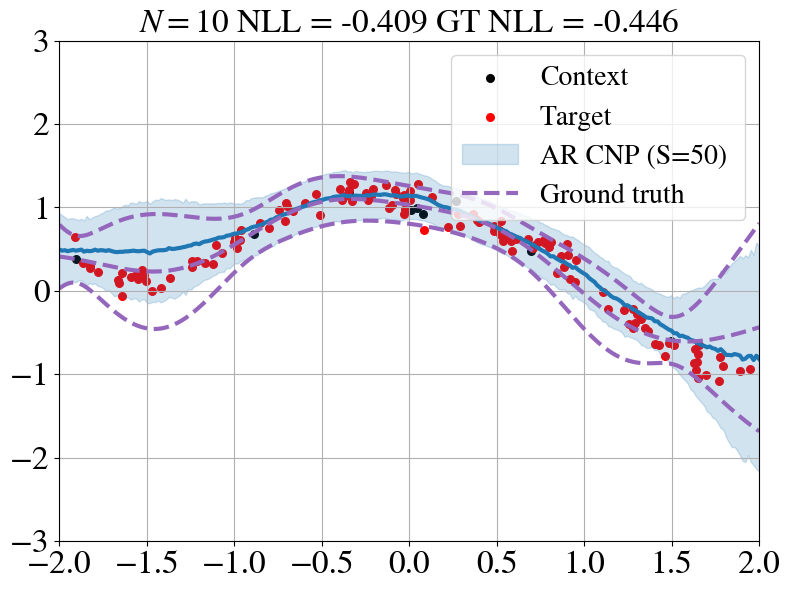 N = 10 NLL = -0.409 GT NLL = -0.446
3
2
1
0
−1
−2
−3
−2.0 −1.5 −1.0 −0.5 0.0 0.5 1.0 1.5 2.0
Context
Target
AR CNP (S=50)
Ground truth